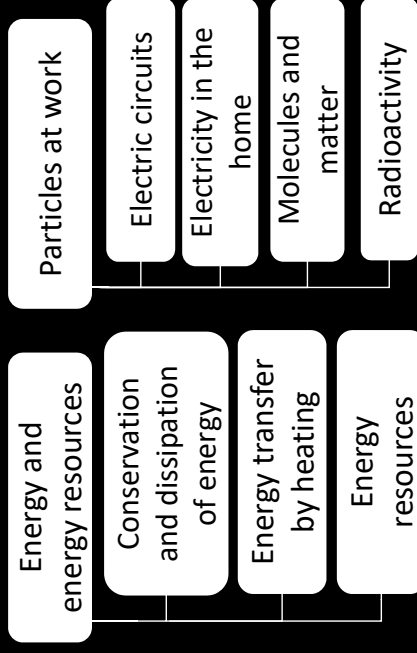 Energy and
energy resources
Conservation
and dissipation
of energy
Energy transfer
by heating
Energy
resources
Particles at work
Electric circuits
Electricity in the
home
Molecules and
matter
Radioactivity